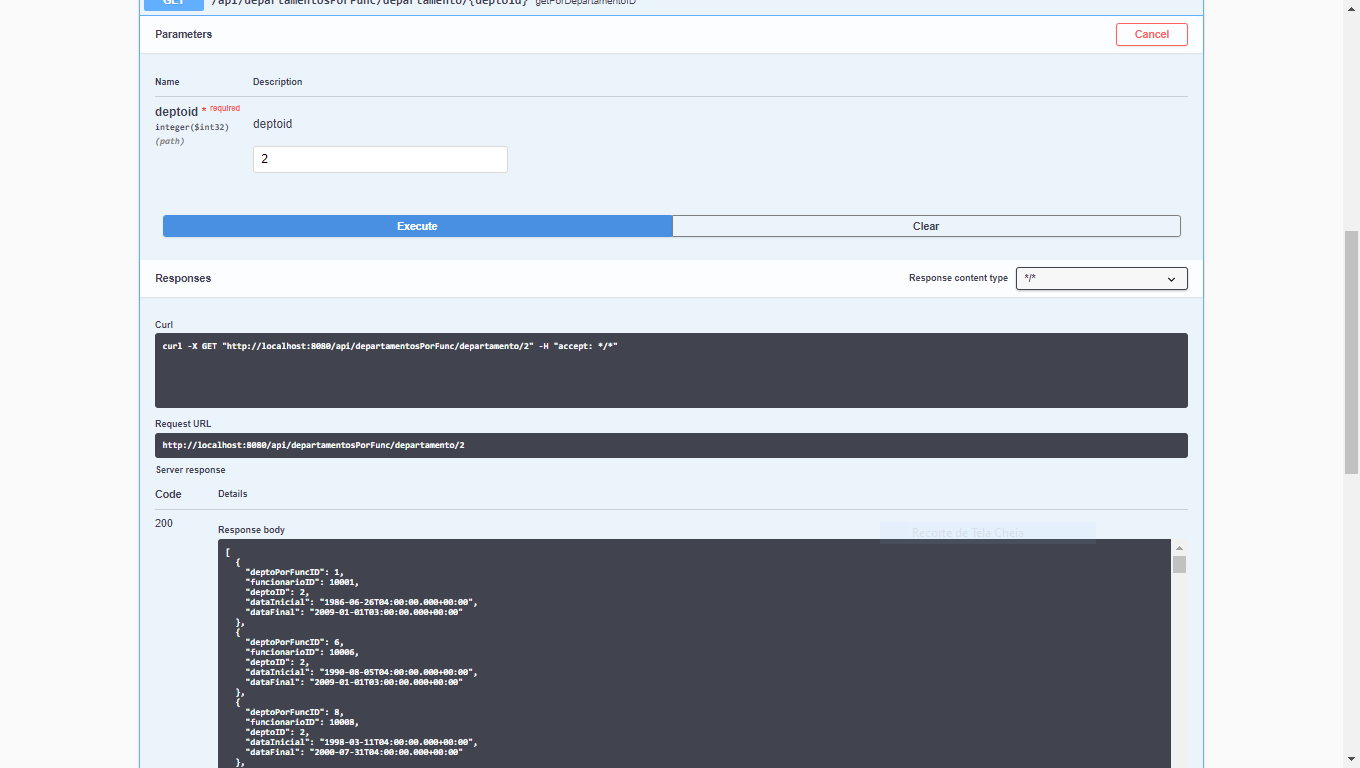 GET /api/departamentosPorFunc/departamento/{deptoid} getPorDepartamentoID
Parameters
Cancel
Name Description
deptoid * required
integer($int32)
(path)
deptoid
2
Execute
Clear
Responses
Response content type */*
Curl
curl -X GET "http://localhost:8080/api/departamentosPorFunc/departamento/2" -H "accept: */*"
Request URL
http://localhost:8080/api/departamentosPorFunc/departamento/2
Server response
Code Details
200
Response body
Recorte de Tela Cheia
[
{
"deptoPorFuncID": 1,
"funcionarioID": 10001,
"deptoID": 2,
"dataInicial": "1986-06-26T04:00:00.000+00:00",
"dataFinal": "2009-01-01T03:00:00.000+00:00"
},
{
"deptoPorFuncID": 6,
"funcionarioID": 10006,
"deptoID": 2,
"dataInicial": "1990-08-05T04:00:00.000+00:00",
"dataFinal": "2009-01-01T03:00:00.000+00:00"
},
{
"deptoPorFuncID": 8,
"funcionarioID": 10008,
"deptoID": 2,
"dataInicial": "1998-03-11T04:00:00.000+00:00",
"dataFinal": "2000-07-31T04:00:00.000+00:00"
},